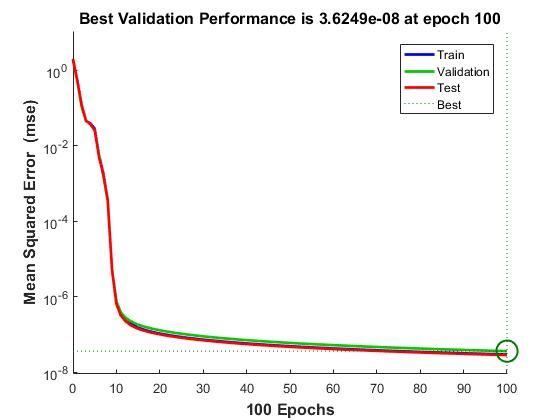 Best Validation Performance is 3.6249e-08 at epoch 100
Train
Validation
Test
Best
Mean Squared Error (mse)
10^0
10^-2
10^-4
10^-6
10^-8
0 10 20 30 40 50 60 70 80 90 100
100 Epochs